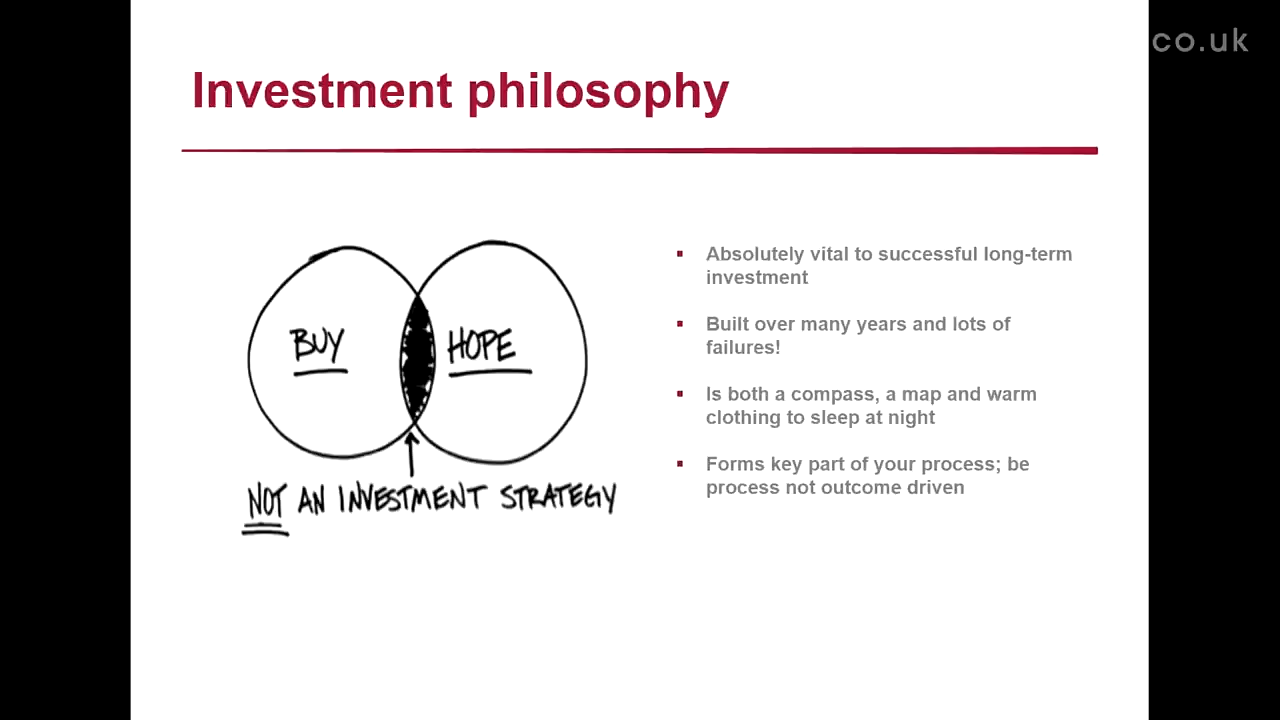 co.uk
Investment philosophy
BUY
HOPE
NOT AN INVESTMENT STRATEGY
▪ Absolutely vital to successful long-term
investment
▪ Built over many years and lots of
failures!
▪ Is both a compass, a map and warm
clothing to sleep at night
▪ Forms key part of your process; be
process not outcome driven